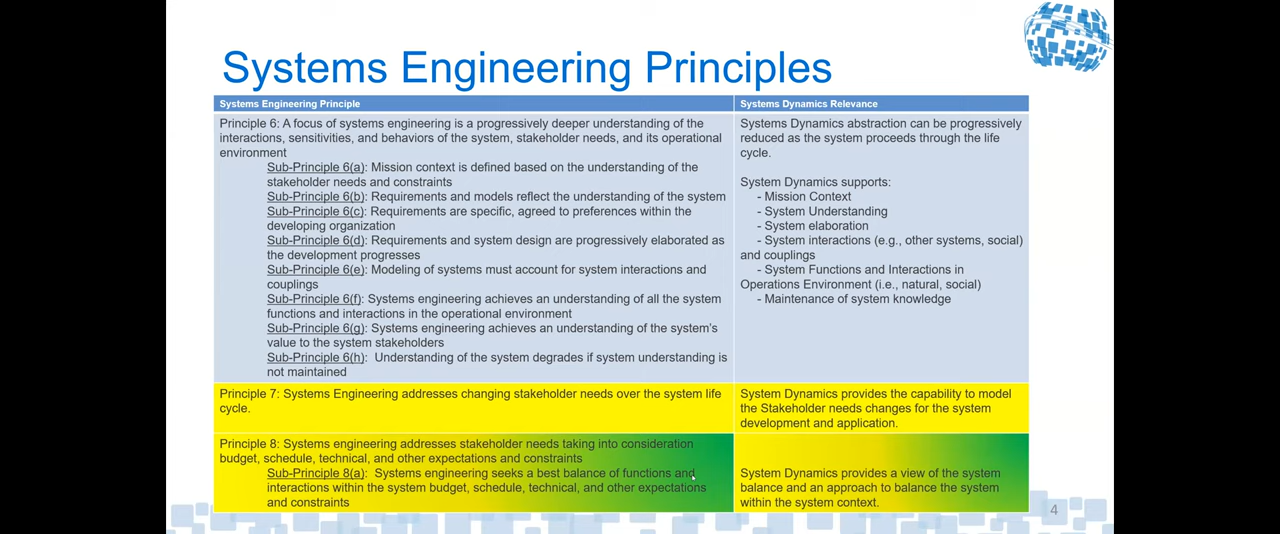 Systems Engineering Principles
Systems Engineering Principle
Systems Dynamics Relevance
Principle 6: A focus of systems engineering is a progressively deeper understanding of the
interactions, sensitivities, and behaviors of the system, stakeholder needs, and its operational
environment
Sub-Principle 6(a): Mission context is defined based on the understanding of the
stakeholder needs and constraints
Sub-Principle 6(b): Requirements and models reflect the understanding of the system
Sub-Principle 6(c): Requirements are specific, agreed to preferences within the
developing organization
Sub-Principle 6(d): Requirements and system design are progressively elaborated as
the development progresses
Sub-Principle 6(e): Modeling of systems must account for system interactions and
couplings
Sub-Principle 6(f): Systems engineering achieves an understanding of all the system
functions and interactions in the operational environment
Sub-Principle 6(g): Systems engineering achieves an understanding of the system's
value to the system stakeholders
Sub-Principle 6(h): Understanding of the system degrades if system understanding is
not maintained
Systems Dynamics abstraction can be progressively
reduced as the system proceeds through the life
cycle.
System Dynamics supports:
- Mission Context
- System Understanding
- System elaboration
- System interactions (e.g., other systems, social)
and couplings
- System Functions and Interactions in
Operations Environment (i.e., natural, social)
- Maintenance of system knowledge
Principle 7: Systems Engineering addresses changing stakeholder needs over the system life
cycle.
System Dynamics provides the capability to model
the Stakeholder needs changes for the system
development and application.
Principle 8: Systems engineering addresses stakeholder needs taking into consideration
budget, schedule, technical, and other expectations and constraints
Sub-Principle 8(a): Systems engineering seeks a best balance of functions and
interactions within the system budget, schedule, technical, and other expectations
and constraints
System Dynamics provides a view of the system
balance and an approach to balance the system
within the system context.
4